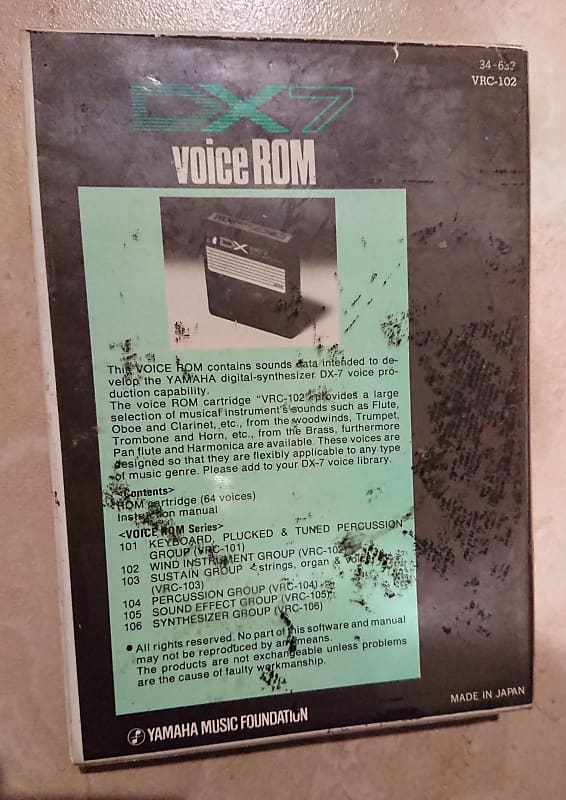 34-632
VRC-102
DX7
voice ROM
DX
This VOICE ROM contains sounds data intended to de-
velop the YAMAHA digital-synthesizer DX-7 voice pro-
duction capability.
The voice ROM cartridge "VRC-102" provides a large
selection of musical instrument's sounds such as Flute,
Oboe and Clarinet, etc., from the woodwinds, Trumpet,
Trombone and Horn, etc., from the Brass, furthermore
Pan flute and Harmonica are available. These voices are
designed so that they are flexibly applicable to any type
of music genre. Please add to your DX-7 voice library.
<Contents>
ROM cartridge (64 voices)
Instruction manual
<VOICE ROM Series>
101 KEYBOARD, PLUCKED & TUNED PERCUSSION
GROUP (VRC-101)
102 WIND INSTRUMENT GROUP (VRC-102)
103 SUSTAIN GROUP <strings, organ &
(VRC-103)
104 PERCUSSION GROUP (VRC-104)
105 SOUND EFFECT GROUP (VRC-105)
106 SYNTHESIZER GROUP (VRC-106)
● All rights reserved. No part of this software and manual
may not be reproduced by any means.
The products are not exchangeable unless problems
are the cause of faulty workmanship.
YAMAHA MUSIC FOUNDATION
MADE IN JAPAN